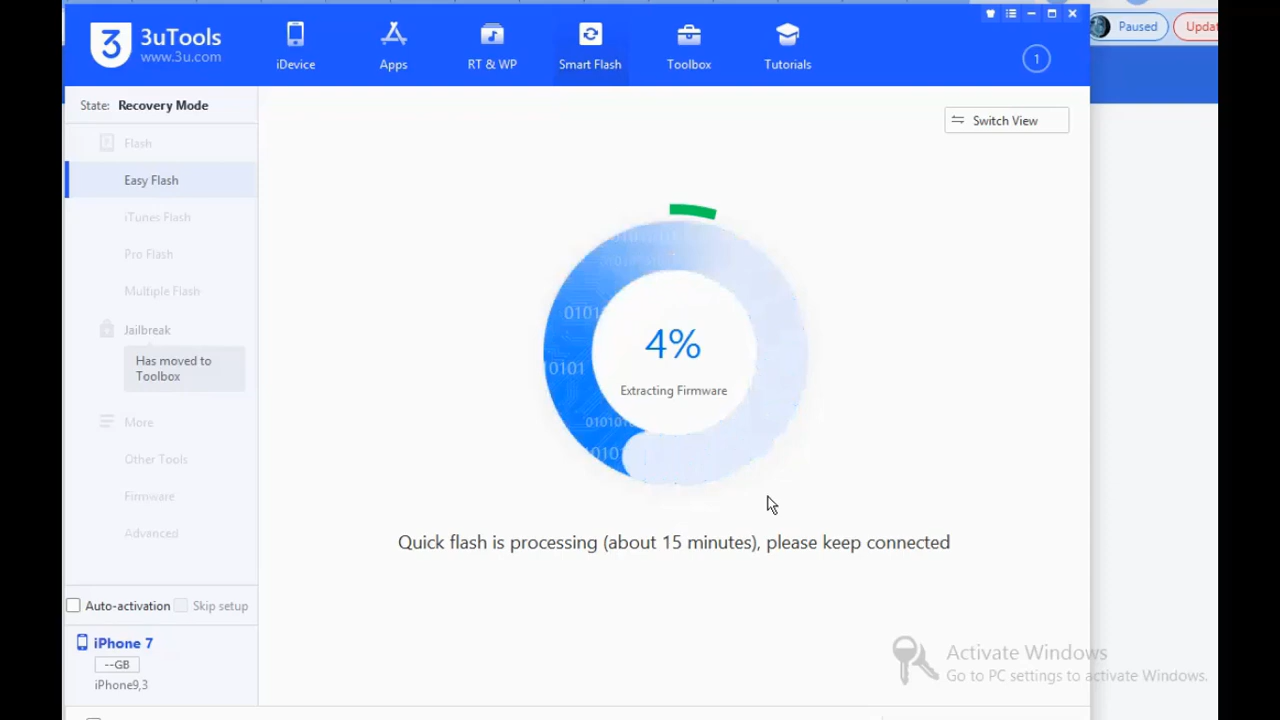 3 3uTools
www.3u.com
iDevice
Apps
RT & WP
Smart Flash
Toolbox
Tutorials
1
Paused
State: Recovery Mode
Flash
Easy Flash
iTunes Flash
Pro Flash
Multiple Flash
Jailbreak
Has moved to
Toolbox
More
Other Tools
Firmware
Advanced
Auto-activation Skip setup
iPhone 7
--GB
iPhone9,3
Switch View
4%
Extracting Firmware
Quick flash is processing (about 15 minutes), please keep connected
Activate Windows
Go to PC settings to activate Windows.